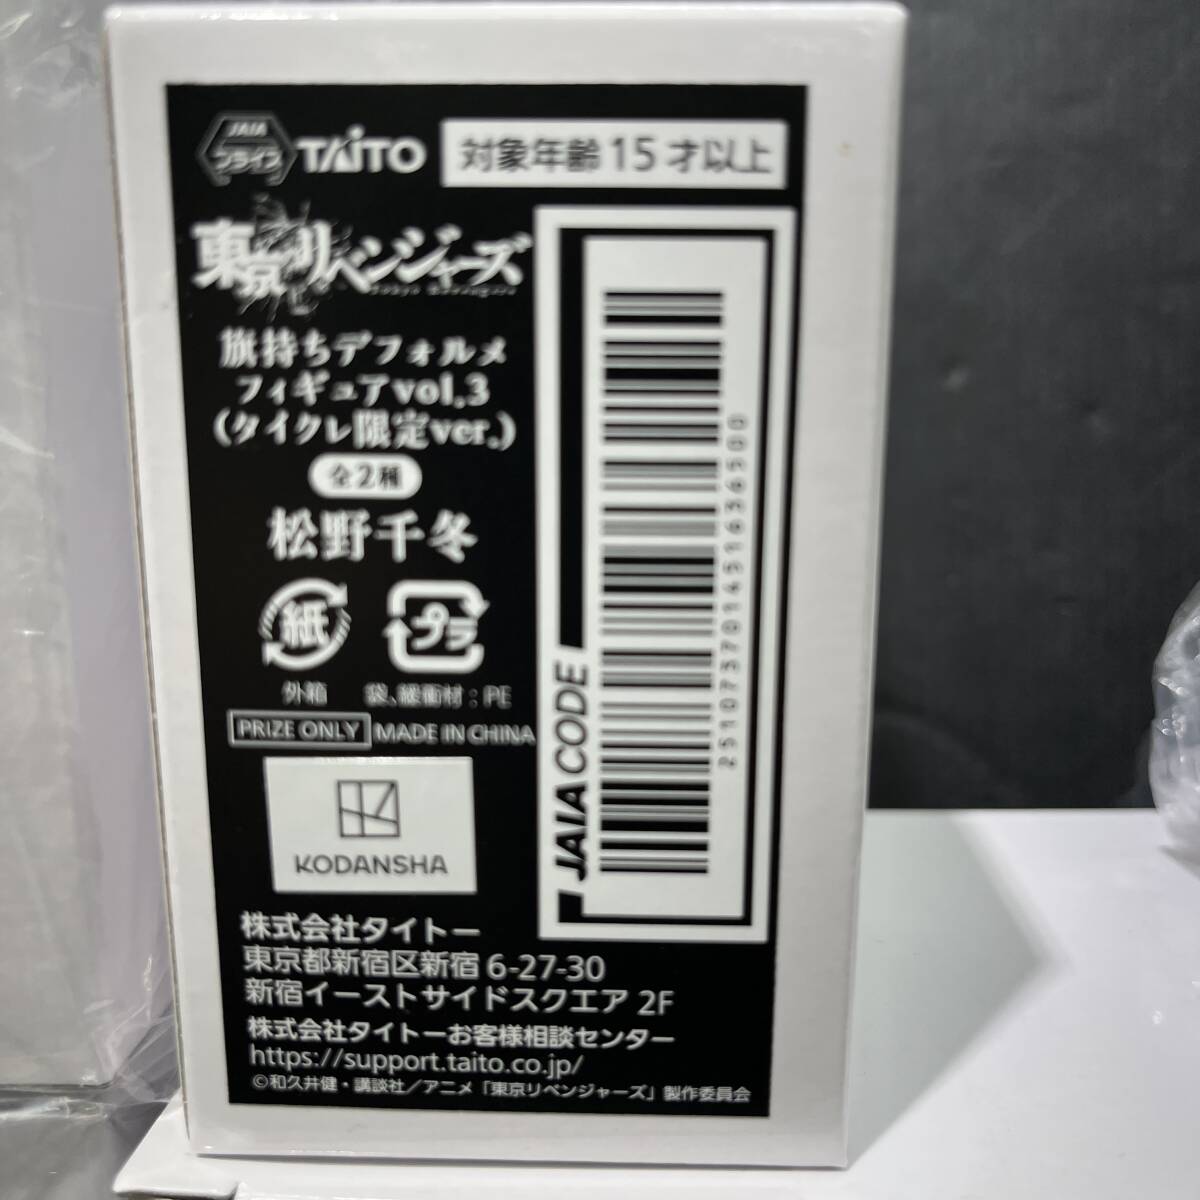 JAIA
プライズ
TAITO
対象年齢 15 才以上
東京リベンジャーズ
旗持ちデフォルメ
フィギュアvol.3
(タイクレ限定ver.)
全2種
松野千冬
紙
プラ
外箱 袋、緩衝材：PE
PRIZE ONLY MADE IN CHINA
KODANSHA
JAIA CODE
株式会社タイトー
東京都新宿区新宿 6-27-30
新宿イーストサイドスクエア 2F
株式会社タイトーお客様相談センター
https://support.taito.co.jp/
©和久井健・講談社／アニメ「東京リベンジャーズ」製作委員会